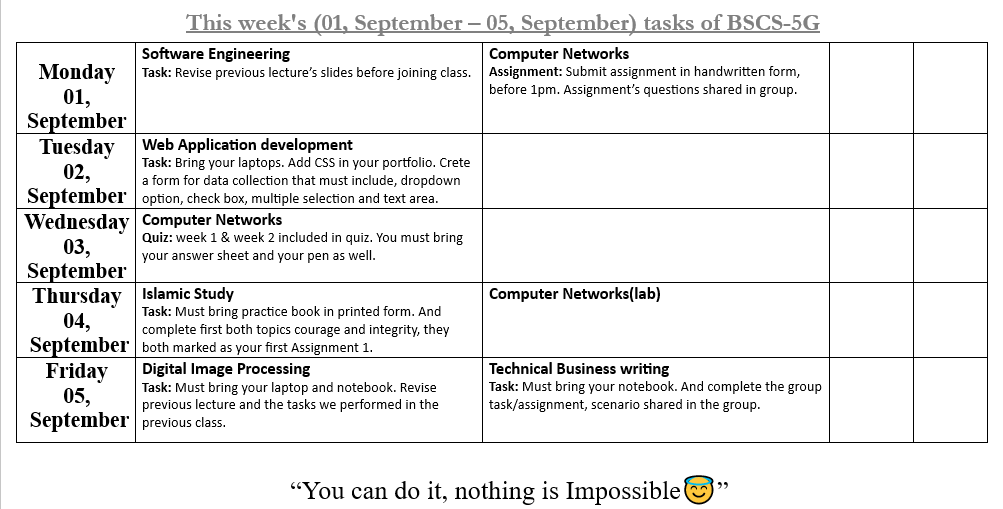 This week's (01, September – 05, September) tasks of BSCS-5G
Monday
01,
September
Software Engineering
Task: Revise previous lecture's slides before joining class.
Computer Networks
Assignment: Submit assignment in handwritten form,
before 1pm. Assignment's questions shared in group.
Tuesday
02,
September
Web Application development
Task: Bring your laptops. Add CSS in your portfolio. Crete
a form for data collection that must include, dropdown
option, check box, multiple selection and text area.
Wednesday
03,
September
Computer Networks
Quiz: week 1 & week 2 included in quiz. You must bring
your answer sheet and your pen as well.
Thursday
04,
September
Islamic Study
Task: Must bring practice book in printed form. And
complete first both topics courage and integrity, they
both marked as your first Assignment 1.
Computer Networks(lab)
Friday
05,
September
Digital Image Processing
Task: Must bring your laptop and notebook. Revise
previous lecture and the tasks we performed in the
previous class.
Technical Business writing
Task: Must bring your notebook. And complete the group
task/assignment, scenario shared in the group.
“You can do it, nothing is Impossible😇”